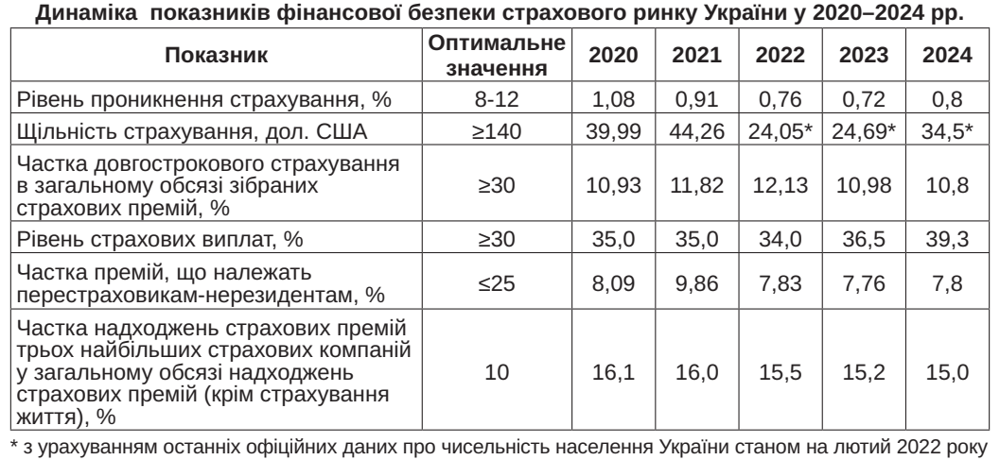 Динаміка показників фінансової безпеки страхового ринку України у 2020–2024 рр.
Показник Оптимальне значення 2020 2021 2022 2023 2024
Рівень проникнення страхування, % 8-12 1,08 0,91 0,76 0,72 0,8
Щільність страхування, дол. США ≥140 39,99 44,26 24,05* 24,69* 34,5*
Частка довгострокового страхування
в загальному обсязі зібраних
страхових премій, % ≥30 10,93 11,82 12,13 10,98 10,8
Рівень страхових виплат, % ≥30 35,0 35,0 34,0 36,5 39,3
Частка премій, що належать
перестраховикам-нерезидентам, % ≤25 8,09 9,86 7,83 7,76 7,8
Частка надходжень страхових премій
трьох найбільших страхових компаній
у загальному обсязі надходжень
страхових премій (крім страхування
життя), % 10 16,1 16,0 15,5 15,2 15,0
* з урахуванням останніх офіційних даних про чисельність населення України станом на лютий 2022 року